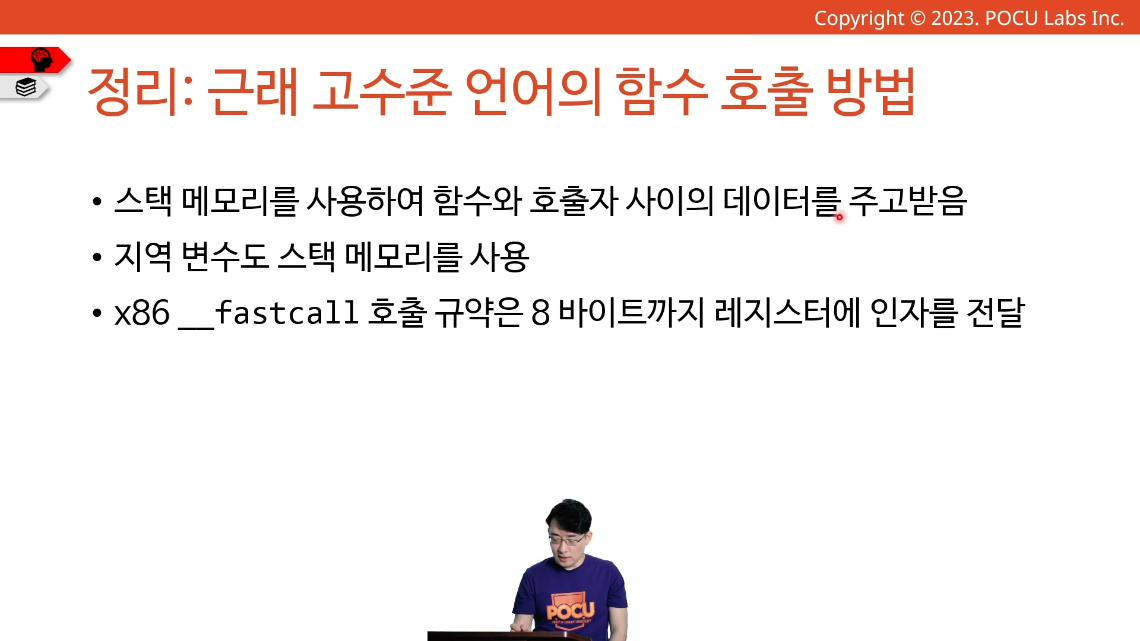 Copyright © 2023. POCU Labs Inc.
정리: 근래 고수준 언어의 함수 호출 방법
• 스택 메모리를 사용하여 함수와 호출자 사이의 데이터를 주고받음
• 지역 변수도 스택 메모리를 사용
• x86 __fastcall 호출 규약은 8 바이트까지 레지스터에 인자를 전달
POCU